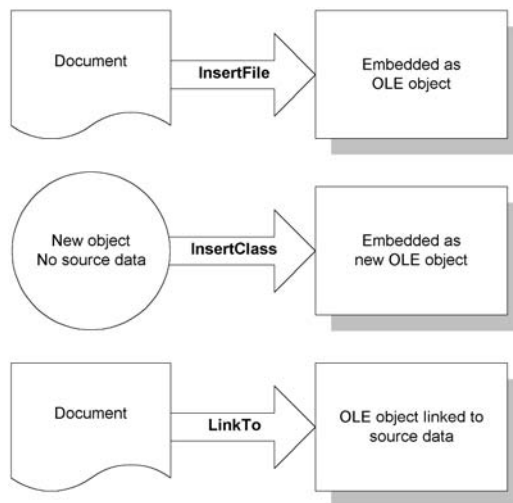 Document
InsertFile
Embedded as
OLE object
New object
No source data
InsertClass
Embedded as
new OLE object
Document
LinkTo
OLE object linked to
source data